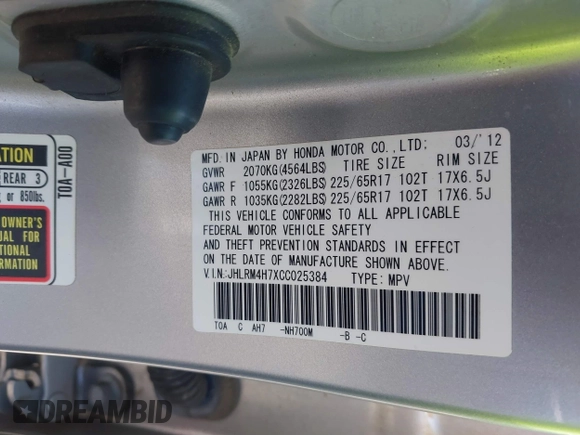 MFD. IN JAPAN BY HONDA MOTOR CO.,LTD: 03/'12
GVWR 2070KG(4564LBS) TIRE SIZE RIM SIZE
GAWR F 1055KG(2326LBS) 225/65R17 102T 17X6.5J
GAWR R 1035KG(2282LBS) 225/65R17 102T 17X6.5J
THIS VEHICLE CONFORMS TO ALL APPLICABLE
FEDERAL MOTOR VEHICLE SAFETY
AND THEFT PREVENTION STANDARDS IN EFFECT
ON THE DATE OF MANUFACTURE SHOWN ABOVE.
V.I.N:JHLRM4H7XCC025384 TYPE: MPV
T0A C AH7 -NH700M -B -C
ATION
REAR 3
or 850lbs.
OWNER'S
UAL FOR
TIONAL
RMATION
T0A-A00
DREAMBID